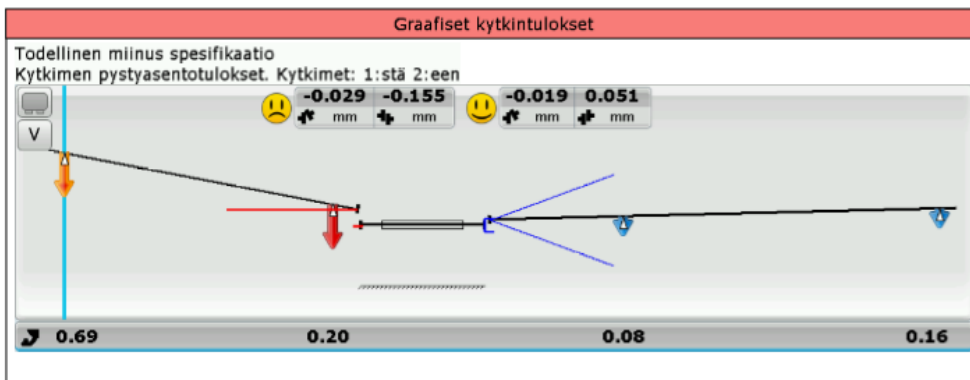 Graafiset kytkintulokset
Todellinen miinus spesifikaatio
Kytkimen pystyasentotulokset. Kytkimet: 1:stä 2:een
-0.029 -0.155 -0.019 0.051
mm mm mm mm
V
0.69 0.20 0.08 0.16